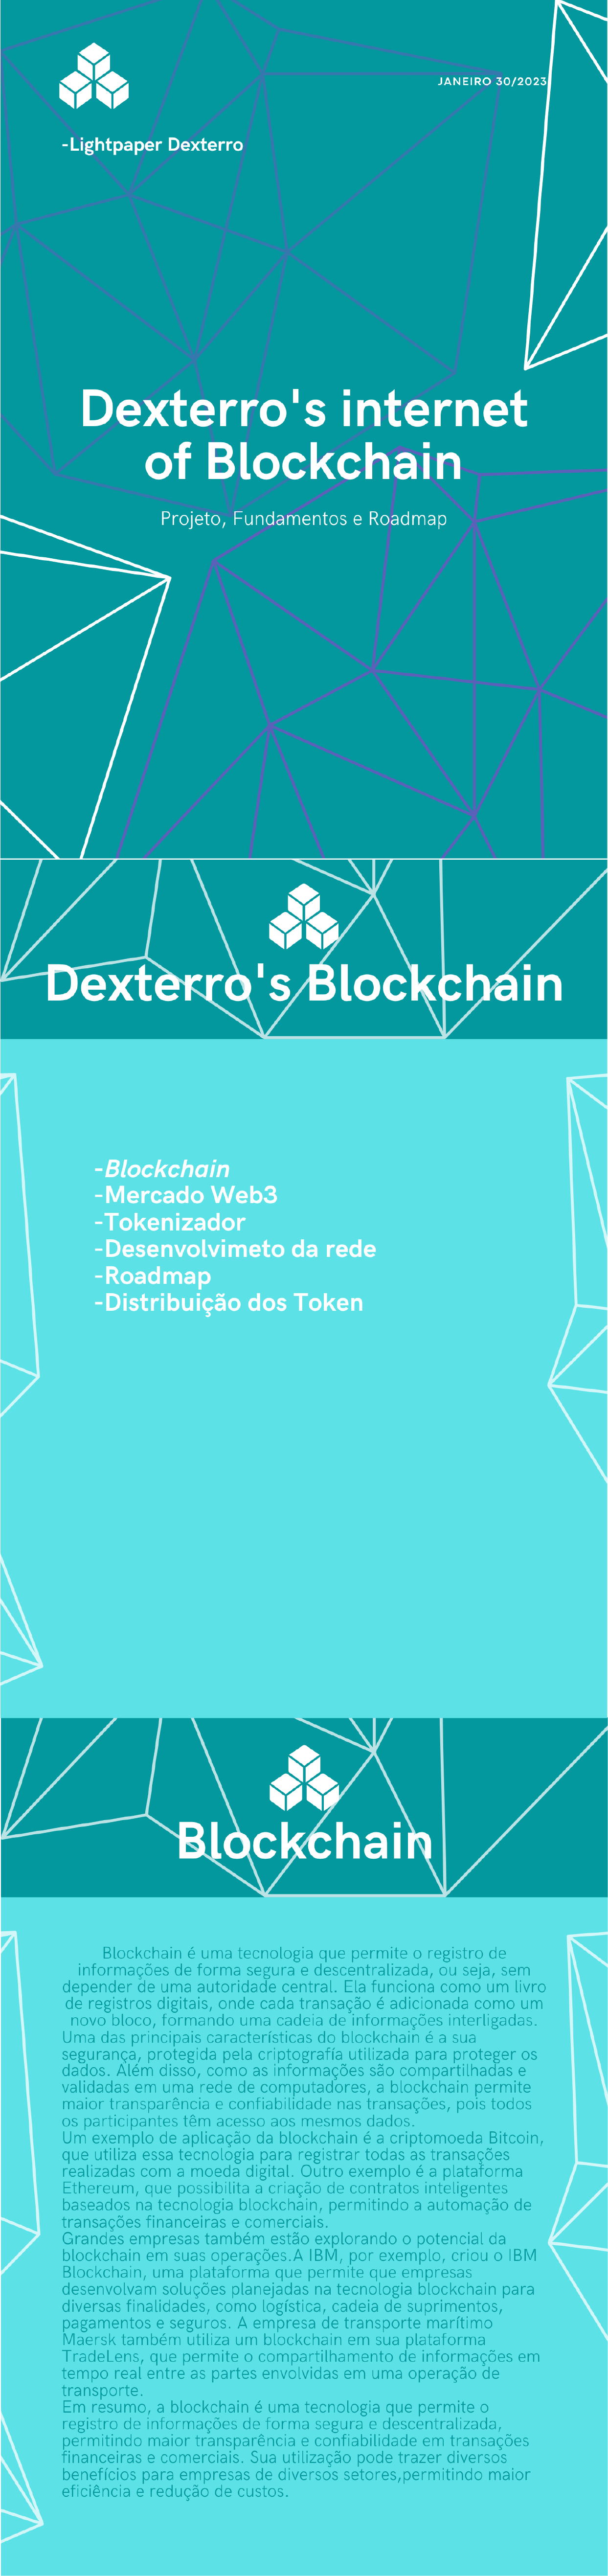 JANEIRO 30/2023
-Lightpaper Dexterro
Dexterro's internet
of Blockchain
Projeto, Fundamentos e Roadmap
Dexterro's Blockchain
-Blockchain
-Mercado Web3
-Tokenizador
-Desenvolvimeto da rede
-Roadmap
-Distribuição dos Token
Blockchain
Blockchain é uma tecnologia que permite o registro de
informações de forma segura e descentralizada, ou seja, sem
depender de uma autoridade central. Ela funciona como um livro
de registros digitais, onde cada transação é adicionada como um
novo bloco, formando uma cadeia de informações interligadas.
Uma das principais características do blockchain é a sua
segurança, protegida pela criptografía utilizada para proteger os
dados. Além disso, como as informações são compartilhadas e
validadas em uma rede de computadores, a blockchain permite
maior transparência e confiabilidade nas transações, pois todos
os participantes têm acesso aos mesmos dados.
Um exemplo de aplicação da blockchain é a criptomoeda Bitcoin,
que utiliza essa tecnologia para registrar todas as transações
realizadas com a moeda digital. Outro exemplo é a plataforma
Ethereum, que possibilita a criação de contratos inteligentes
baseados na tecnologia blockchain, permitindo a automação de
transações financeiras e comerciais.
Grandes empresas também estão explorando o potencial da
blockchain em suas operações.A IBM, por exemplo, criou o IBM
Blockchain, uma plataforma que permite que empresas
desenvolvam soluções planejadas na tecnologia blockchain para
diversas finalidades, como logística, cadeia de suprimentos,
pagamentos e seguros. A empresa de transporte marítimo
Maersk também utiliza um blockchain em sua plataforma
TradeLens, que permite o compartilhamento de informações em
tempo real entre as partes envolvidas em uma operação de
transporte.
Em resumo, a blockchain é uma tecnologia que permite o
registro de informações de forma segura e descentralizada,
permitindo maior transparência e confiabilidade em transações
financeiras e comerciais. Sua utilização pode trazer diversos
benefícios para empresas de diversos setores,permitindo maior
eficiência e redução de custos.